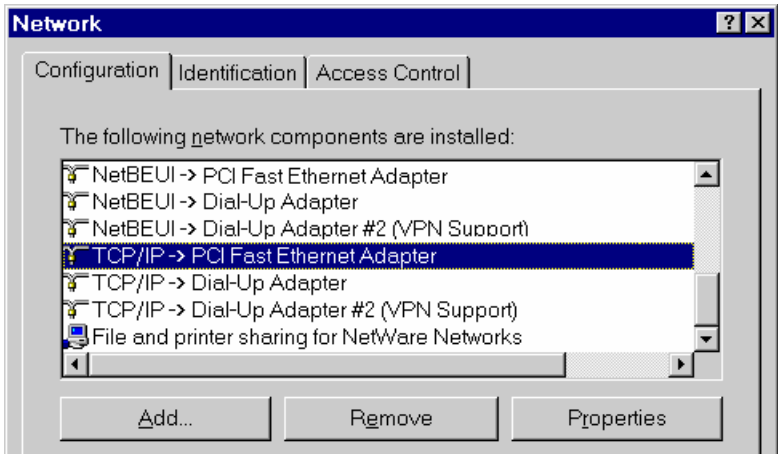 Network
Configuration Identification Access Control
The following network components are installed:
NetBEUI -> PCI Fast Ethernet Adapter
NetBEUI -> Dial-Up Adapter
NetBEUI -> Dial-Up Adapter #2 (VPN Support)
TCP/IP -> PCI Fast Ethernet Adapter
TCP/IP -> Dial-Up Adapter
TCP/IP -> Dial-Up Adapter #2 (VPN Support)
File and printer sharing for NetWare Networks
Add... Remove Properties